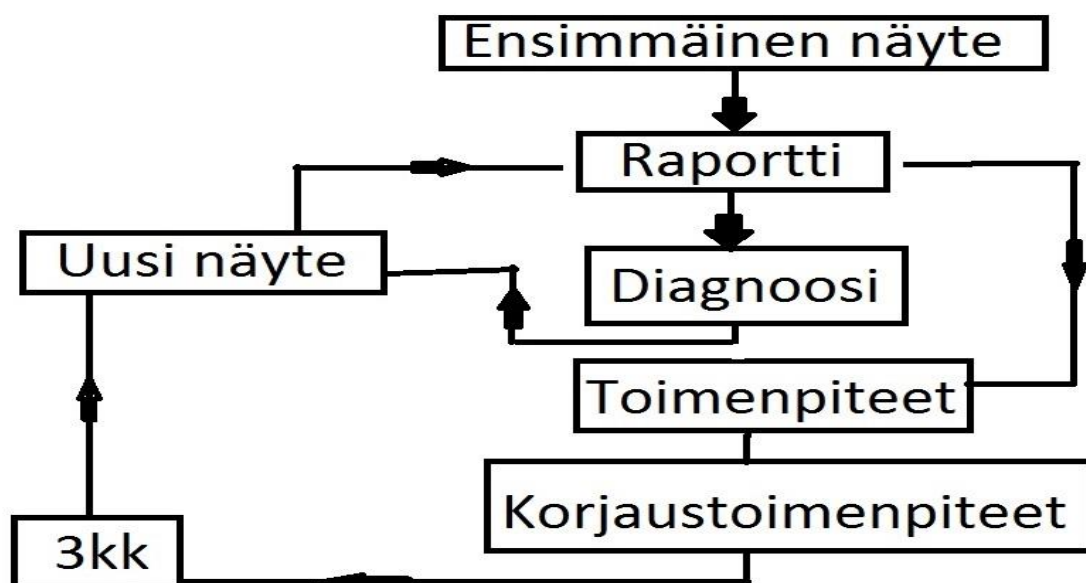 Ensimmäinen näyte
Raportti
Uusi näyte
Diagnoosi
Toimenpiteet
Korjaustoimenpiteet
3kk